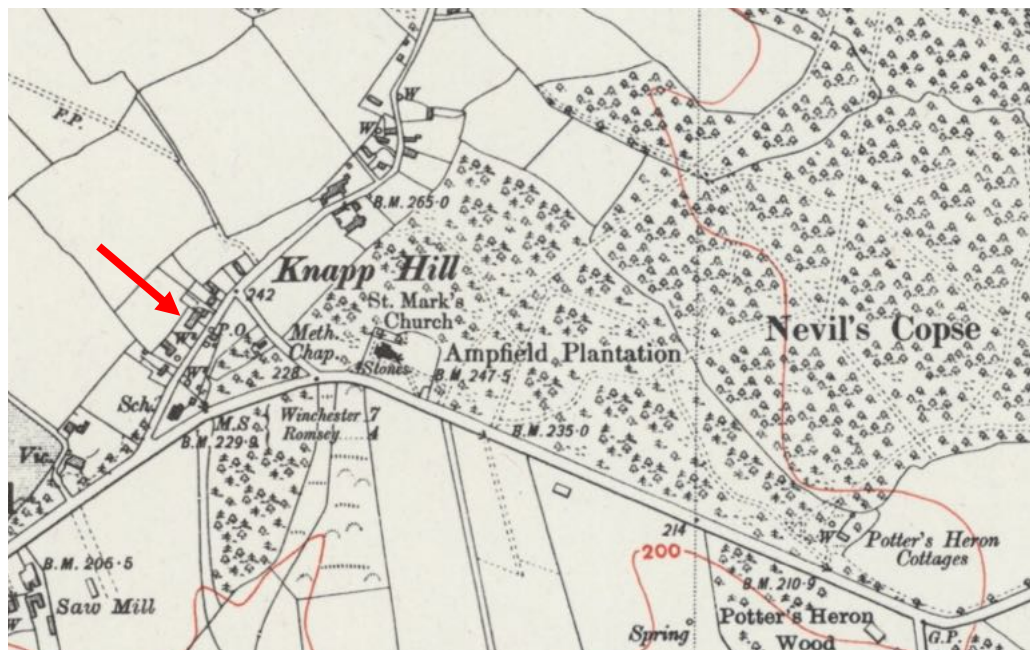 F.P.
W
W
B.M. 265·0
Knapp Hill
242
St. Mark's
Church
Nevil's Copse
P.O.
Meth.
Chap.
W
Ampfield Plantation
Stones
228
B.M. 247·5
W
Sch.
M.S
Winchester 7
Romsey 4
B.M. 229·9
B.M. 235·0
Vic.
214
W
Potter's Heron
Cottages
200
B.M. 206·5
B.M. 210·9
Saw Mill
Potter's Heron
Wood
W
Spring
G.P.